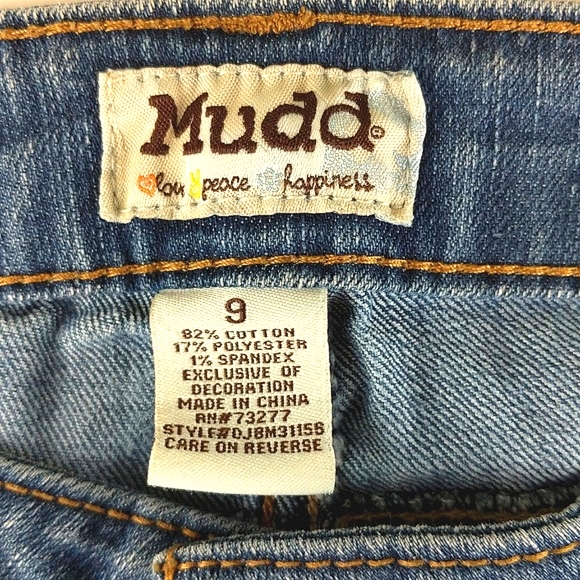 Mudd©
love peace happiness
9
82% COTTON
17% POLYESTER
1% SPANDEX
EXCLUSIVE OF
DECORATION
MADE IN CHINA
RN#73277
STYLE#DJBM3115S
CARE ON REVERSE